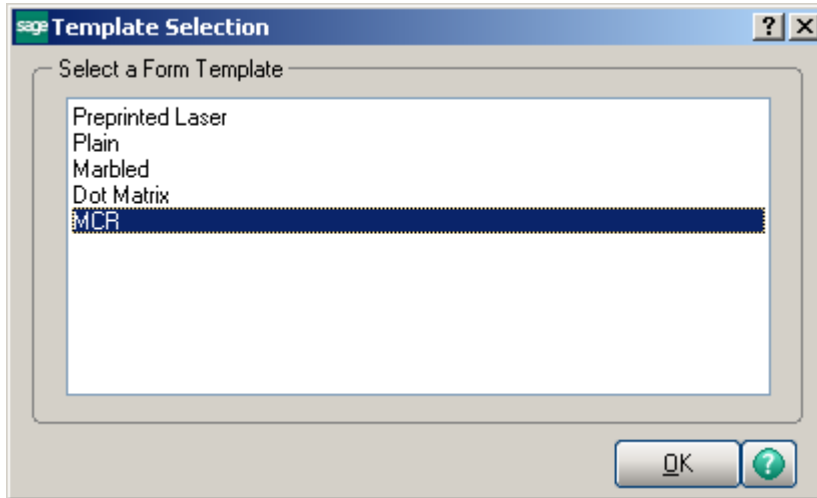 sage Template Selection
Select a Form Template
Preprinted Laser
Plain
Marbled
Dot Matrix
MCR
OK